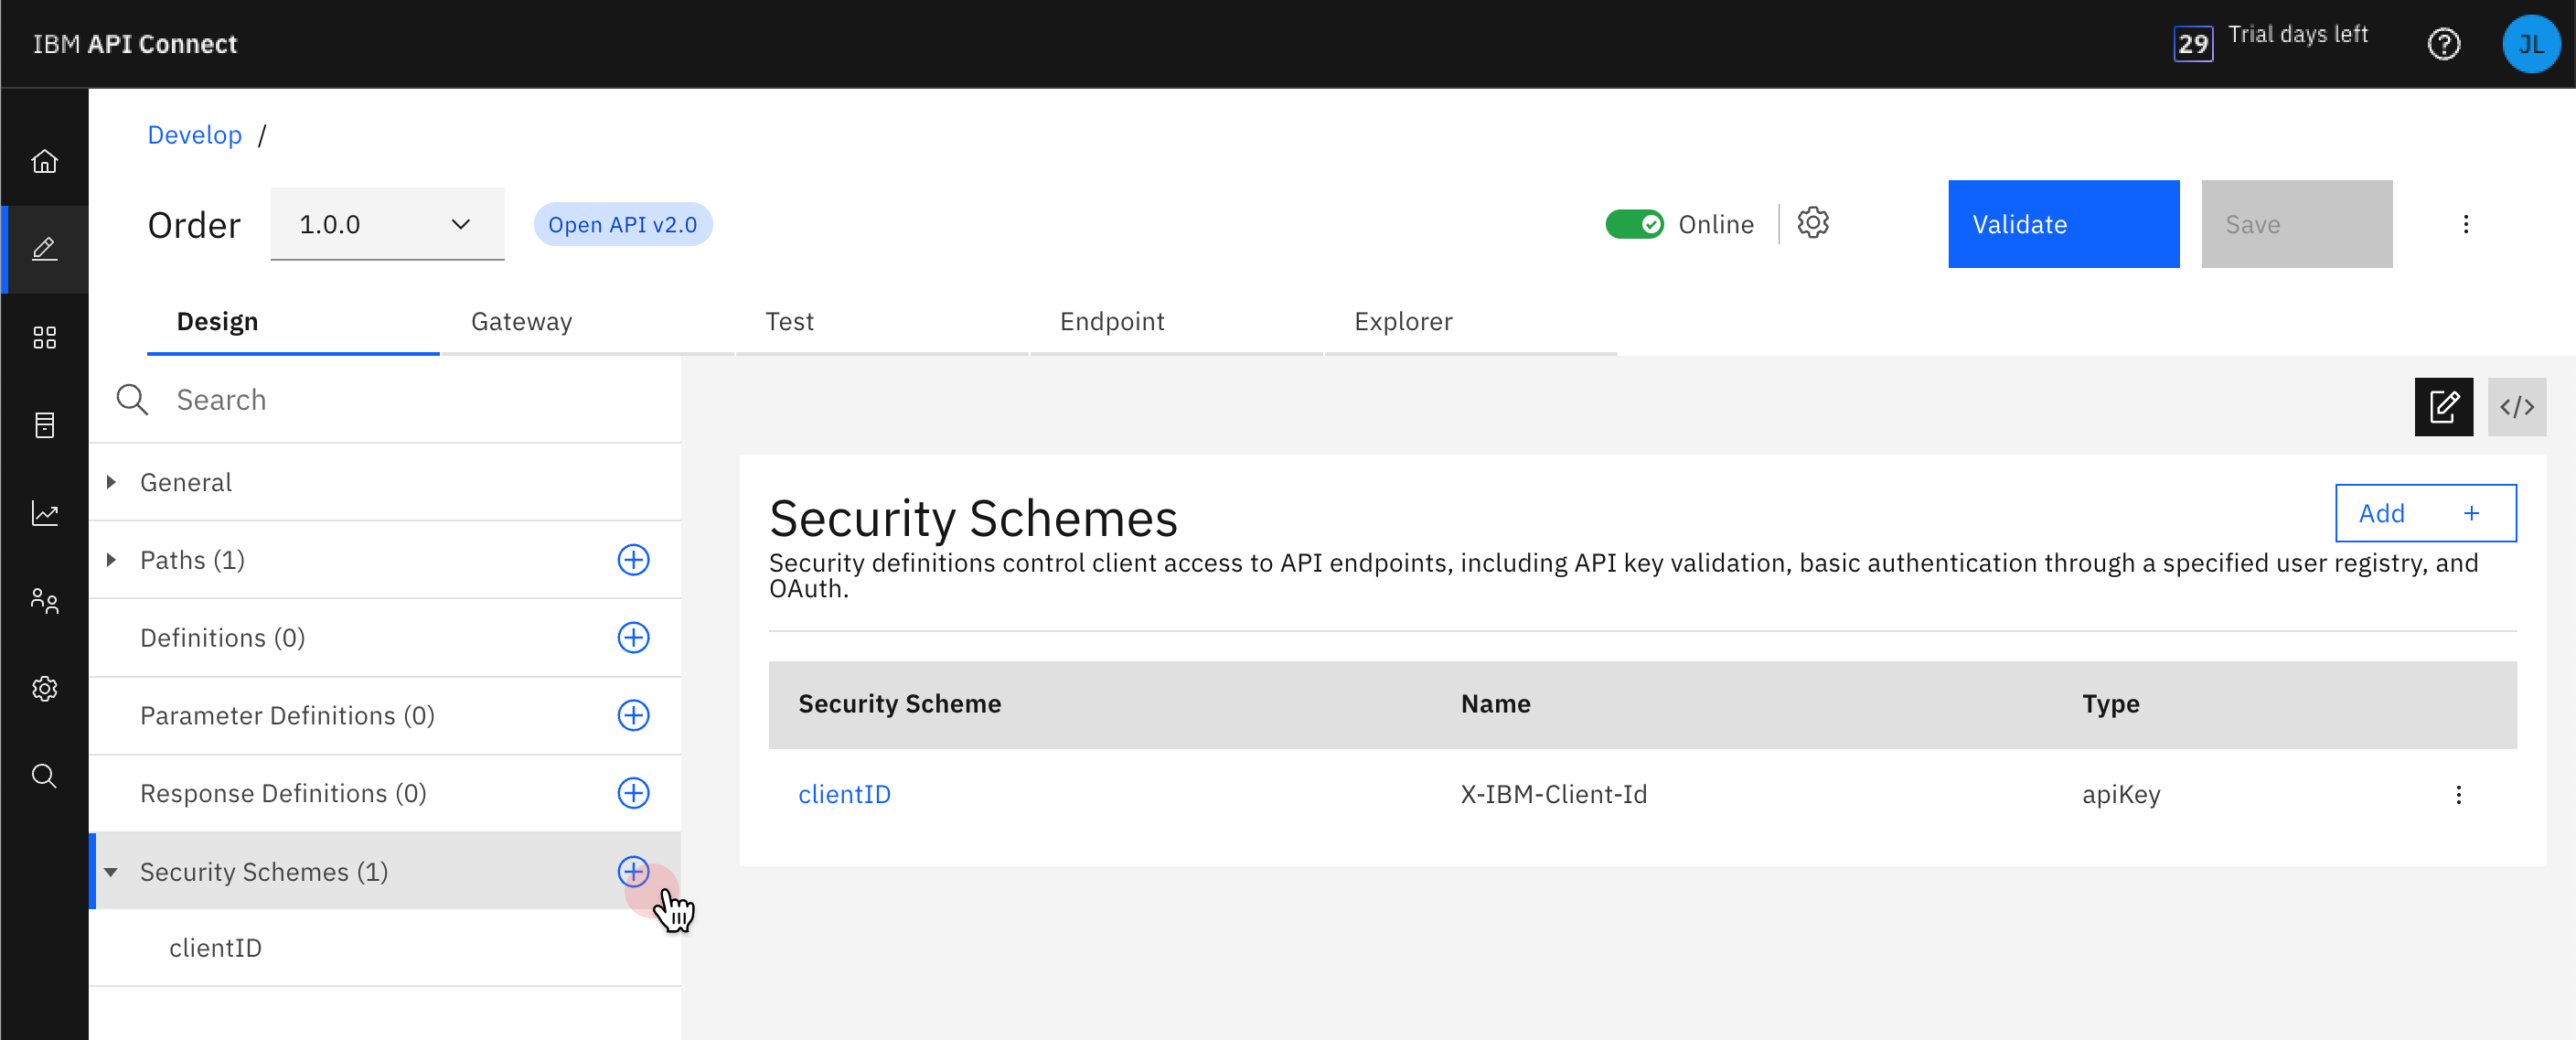 IBM API Connect
29 Trial days left
JL
Develop /
Order 1.0.0 Open API v2.0
Online
Validate
Save
Design Gateway Test Endpoint Explorer
Search
</>
General
Paths (1)
Definitions (0)
Parameter Definitions (0)
Response Definitions (0)
Security Schemes (1)
clientID
Security Schemes
Add +
Security definitions control client access to API endpoints, including API key validation, basic authentication through a specified user registry, and
OAuth.
Security Scheme Name Type
clientID X-IBM-Client-Id apiKey